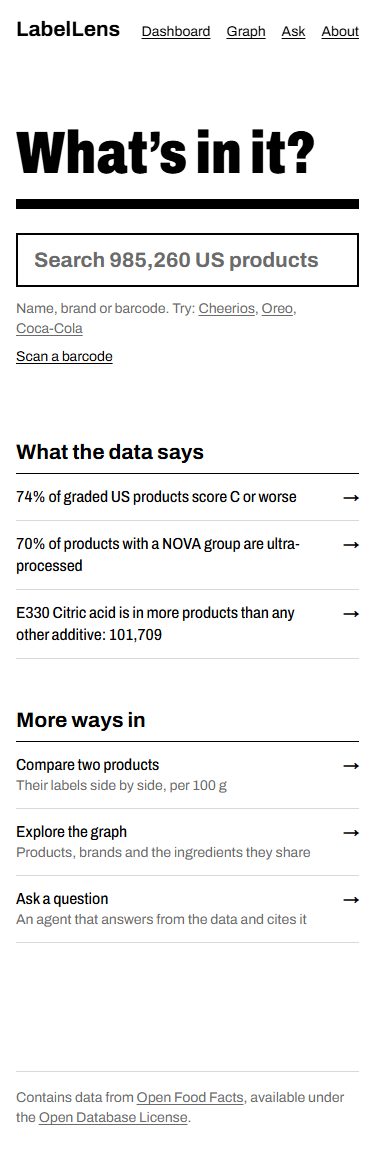 LabelLens Dashboard Graph Ask About
What’s in it?
Search 985,260 US products
Name, brand or barcode. Try: Cheerios, Oreo,
Coca-Cola
Scan a barcode
What the data says
74% of graded US products score C or worse →
70% of products with a NOVA group are ultra- →
processed
E330 Citric acid is in more products than any →
other additive: 101,709
More ways in
Compare two products →
Their labels side by side, per 100 g
Explore the graph →
Products, brands and the ingredients they share
Ask a question →
An agent that answers from the data and cites it
Contains data from Open Food Facts, available under
the Open Database License.